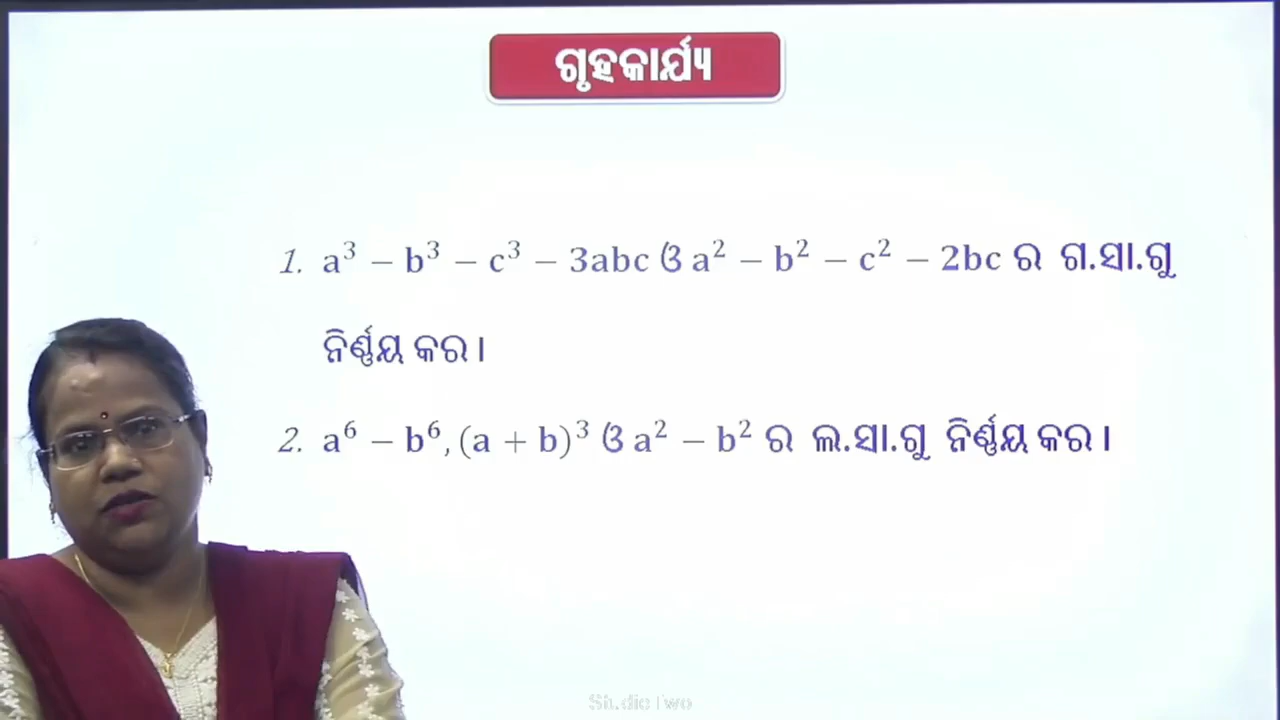 ଗୃହକାର୍ଯ୍ୟ
1. a³ − b³ − c³ − 3abc ଓ a² − b² − c² − 2bc ର ଗ.ସା.ଗୁ
ନିର୍ଣ୍ଣୟ କର ।
2. a⁶ − b⁶, (a + b)³ ଓ a² − b² ର ଲ.ସା.ଗୁ ନିର୍ଣ୍ଣୟ କର ।